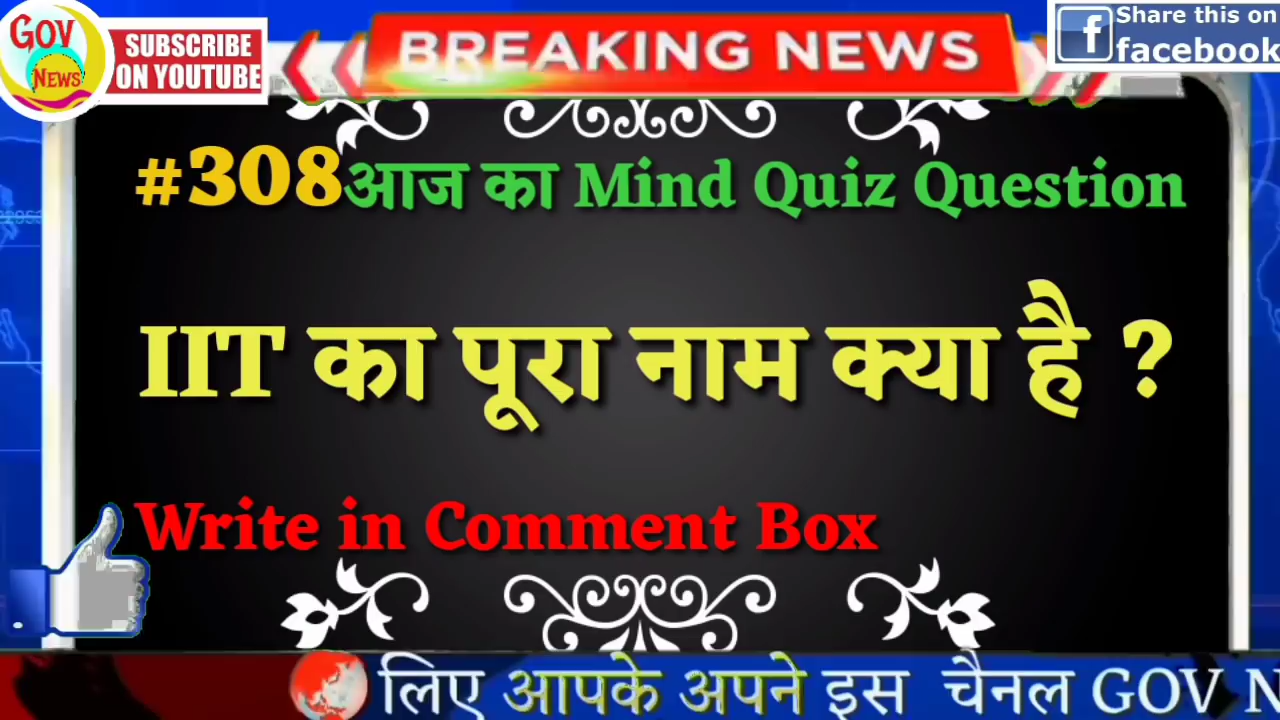 GOV
NEWS
SUBSCRIBE
ON YOUTUBE
BREAKING NEWS
f Share this on
facebook
#308आज का Mind Quiz Question
IIT का पूरा नाम क्या है ?
Write in Comment Box
लिए आपके अपने इस चैनल GOV N